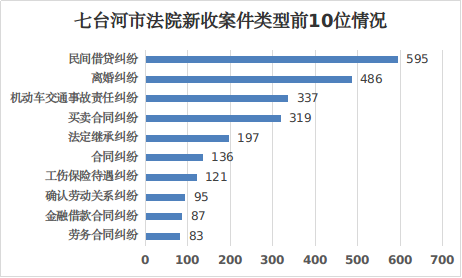 七台河市法院新收案件类型前10位情况
民间借贷纠纷 595
离婚纠纷 486
机动车交通事故责任纠纷 337
买卖合同纠纷 319
法定继承纠纷 197
合同纠纷 136
工伤保险待遇纠纷 121
确认劳动关系纠纷 95
金融借款合同纠纷 87
劳务合同纠纷 83
0 100 200 300 400 500 600 700